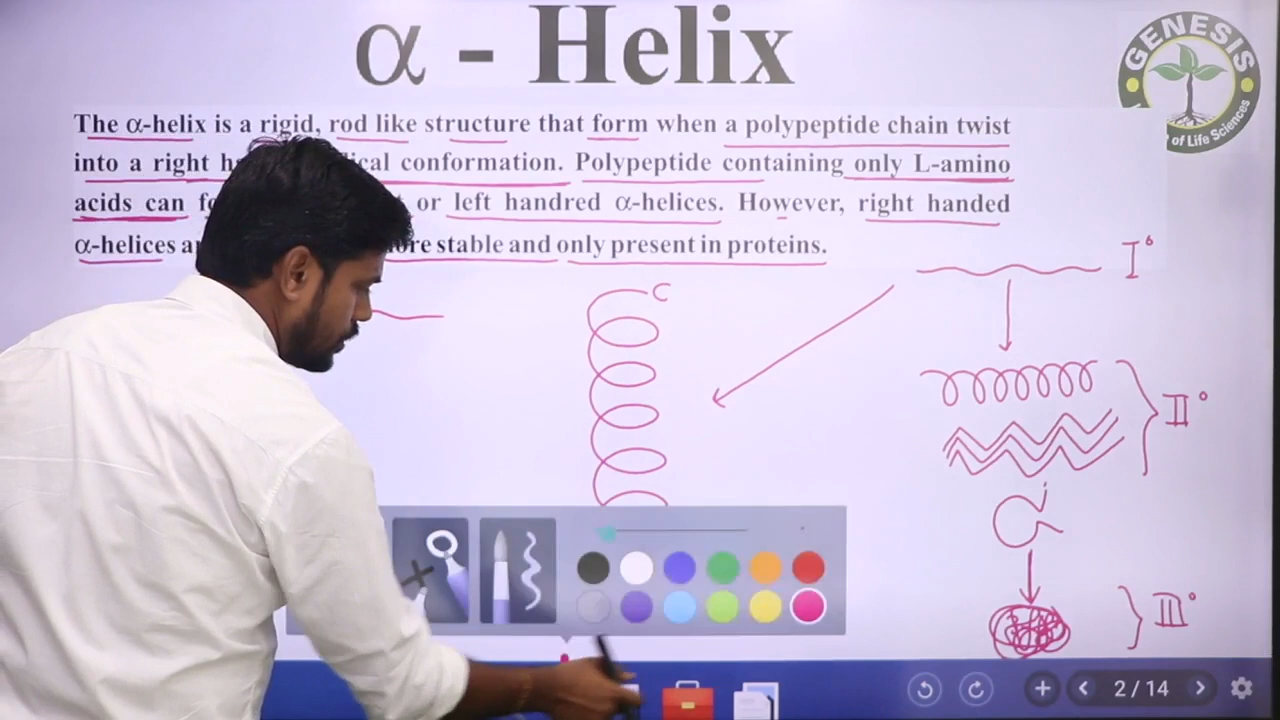 α - Helix
GENESIS
of Life Sciences
The α-helix is a rigid, rod like structure that form when a polypeptide chain twist
into a right conformation. Polypeptide containing only L-amino
acids can or left handred α-helices. However, right handed
α-helices stable and only present in proteins.
I°
C
II°
III°
2 / 14